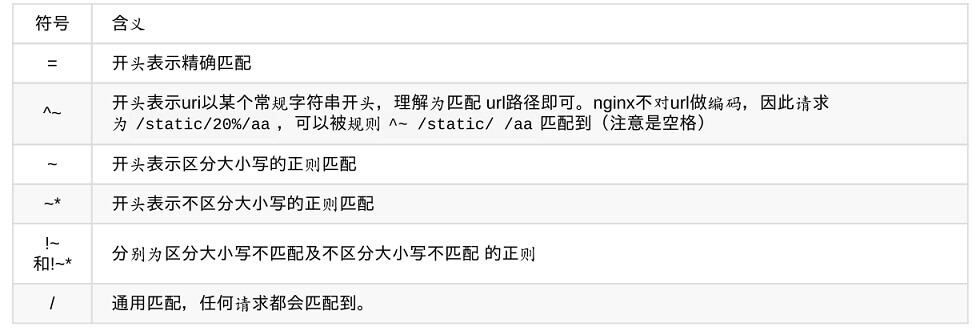 符号 含义
= 开头表示精确匹配
^~ 开头表示uri以某个常规字符串开头，理解为匹配 url路径即可。nginx不对url做编码，因此请求
为 /static/20%/aa ，可以被规则 ^~ /static/ /aa 匹配到（注意是空格）
~ 开头表示区分大小写的正则匹配
~* 开头表示不区分大小写的正则匹配
!~
和!~* 分别为区分大小写不匹配及不区分大小写不匹配 的正则
/ 通用匹配，任何请求都会匹配到。